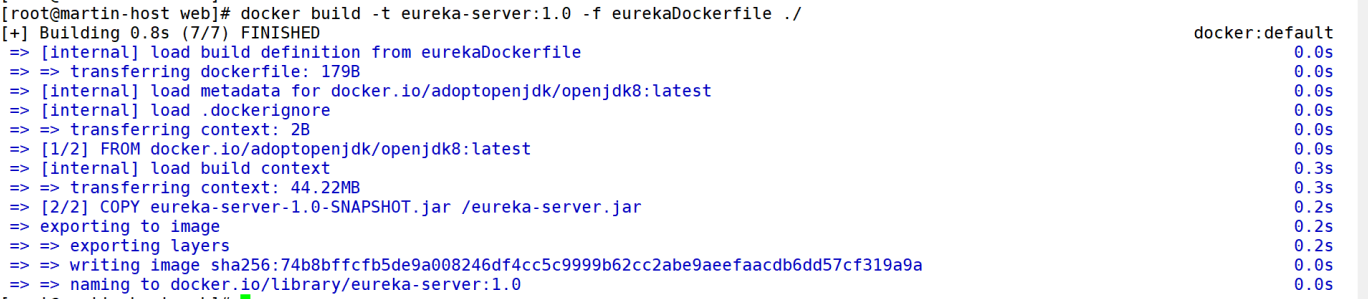 [root@martin-host web]# docker build -t eureka-server:1.0 -f eurekaDockerfile ./
[+] Building 0.8s (7/7) FINISHED docker:default
=> [internal] load build definition from eurekaDockerfile 0.0s
=> => transferring dockerfile: 179B 0.0s
=> [internal] load metadata for docker.io/adoptopenjdk/openjdk8:latest 0.0s
=> [internal] load .dockerignore 0.0s
=> => transferring context: 2B 0.0s
=> [1/2] FROM docker.io/adoptopenjdk/openjdk8:latest 0.0s
=> [internal] load build context 0.3s
=> => transferring context: 44.22MB 0.3s
=> [2/2] COPY eureka-server-1.0-SNAPSHOT.jar /eureka-server.jar 0.2s
=> exporting to image 0.2s
=> => exporting layers 0.2s
=> => writing image sha256:74b8bffcfb5de9a008246df4cc5c9999b62cc2abe9aeefaacdb6dd57cf319a9a 0.0s
=> => naming to docker.io/library/eureka-server:1.0 0.0s